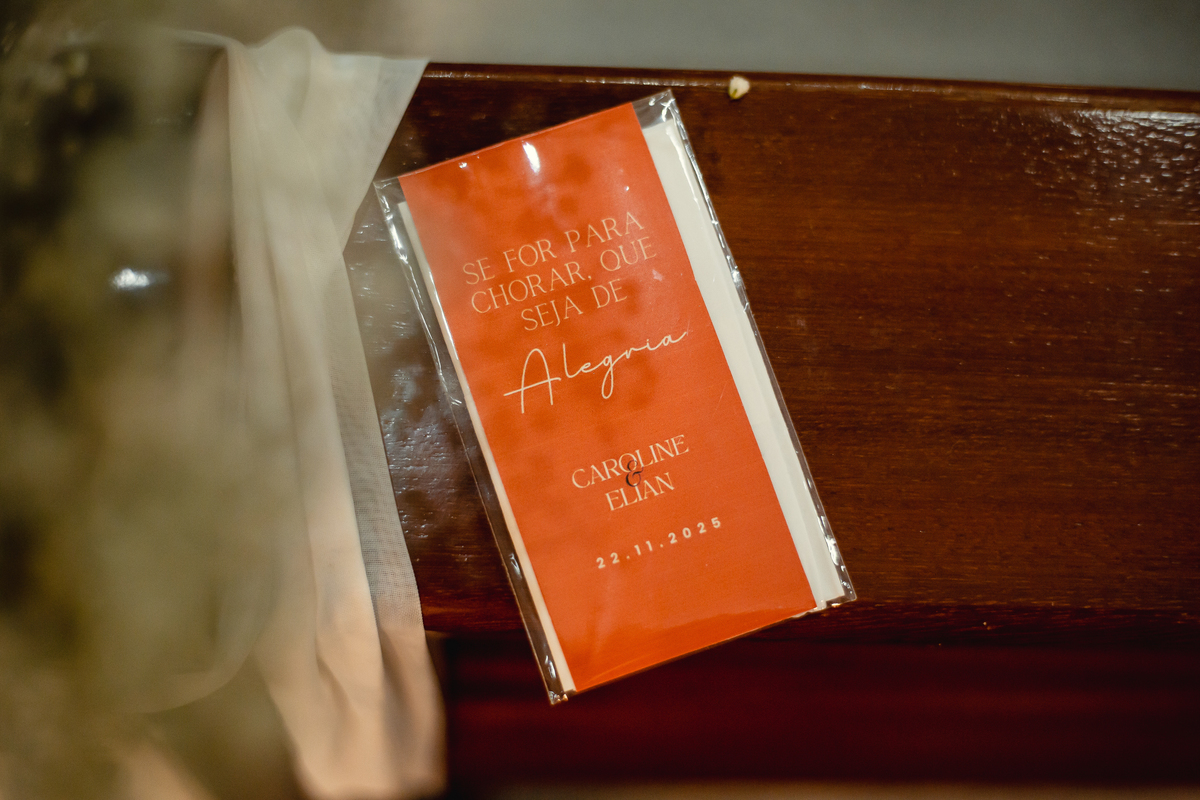 SE FOR PARA
CHORAR, QUE
SEJA DE
Alegria
CAROLINE
&
ELIAN
22.11.2025